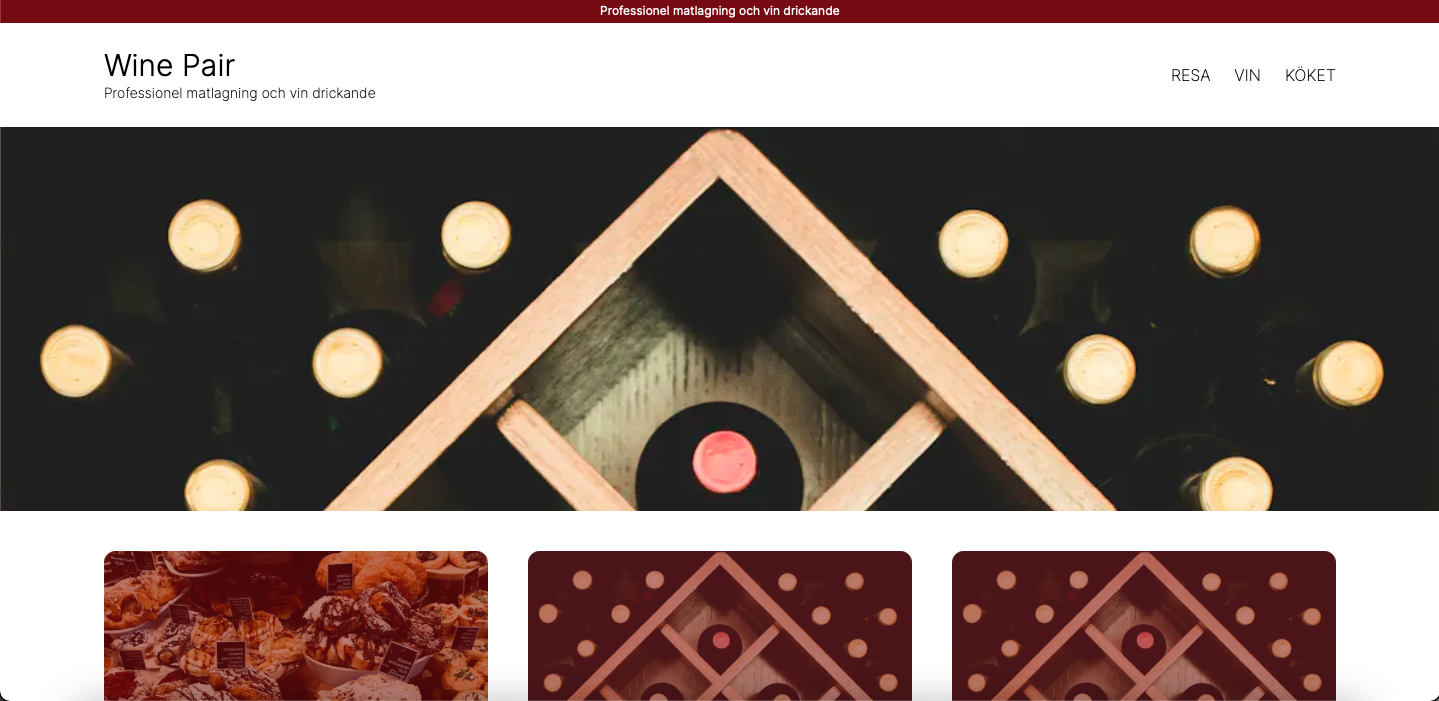 Professionel matlagning och vin drickande
Wine Pair
Professionel matlagning och vin drickande
RESA VIN KÖKET